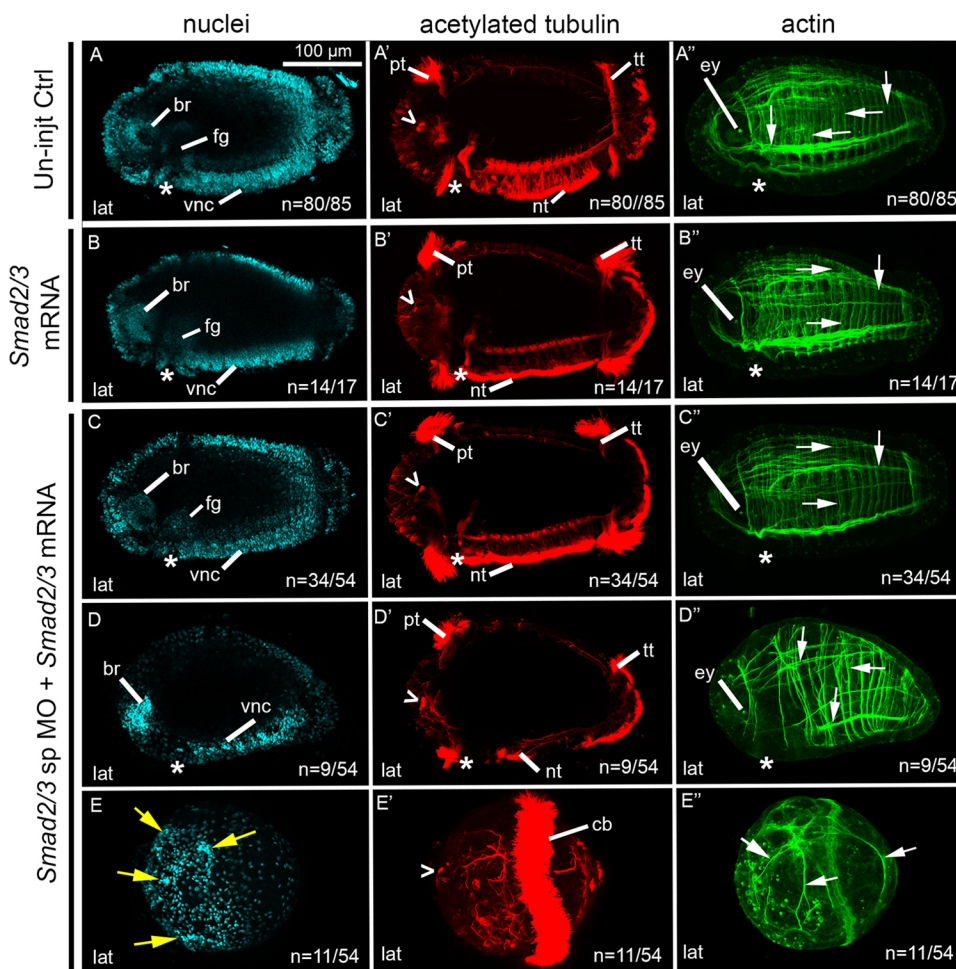 nuclei acetylated tubulin actin
Un-injt Ctrl
A 100 µm br fg * vnc lat n=80/85
A' pt tt > * nt lat n=80//85
A" ey * lat n=80/85
Smad2/3
mRNA
B br fg * vnc lat n=14/17
B' pt tt > * nt lat n=14/17
B" ey * lat n=14/17
Smad2/3 sp MO + Smad2/3 mRNA
C br fg * vnc lat n=34/54
C' pt tt > * nt lat n=34/54
C" ey * lat n=34/54
D br vnc * lat n=9/54
D' pt tt > * nt lat n=9/54
D" ey * lat n=9/54
E lat n=11/54
E' cb > lat n=11/54
E" lat n=11/54